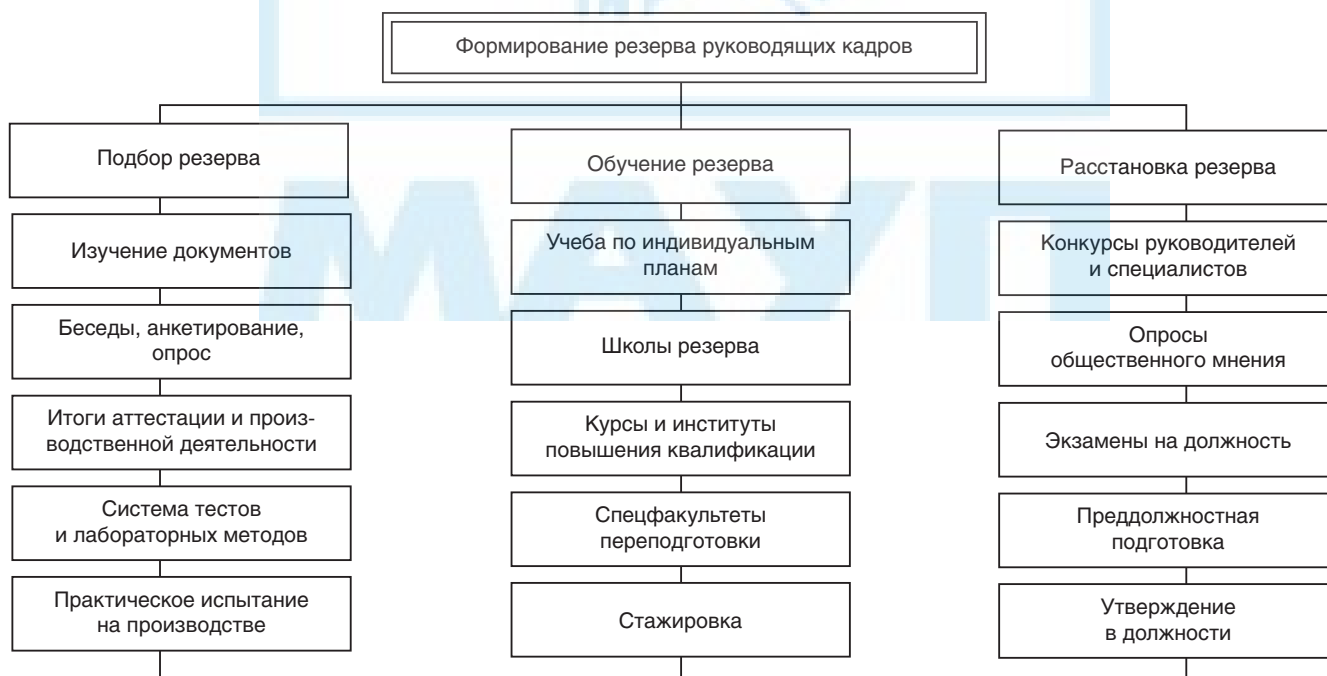 Формирование резерва руководящих кадров
Подбор резерва
Изучение документов
Беседы, анкетирование,
опрос
Итоги аттестации и произ-
водственной деятельности
Система тестов
и лабораторных методов
Практическое испытание
на производстве
Обучение резерва
Учеба по индивидуальным
планам
Школы резерва
Курсы и институты
повышения квалификации
Спецфакультеты
переподготовки
Стажировка
Расстановка резерва
Конкурсы руководителей
и специалистов
Опросы
общественного мнения
Экзамены на должность
Преддолжностная
подготовка
Утверждение
в должности
МАУП